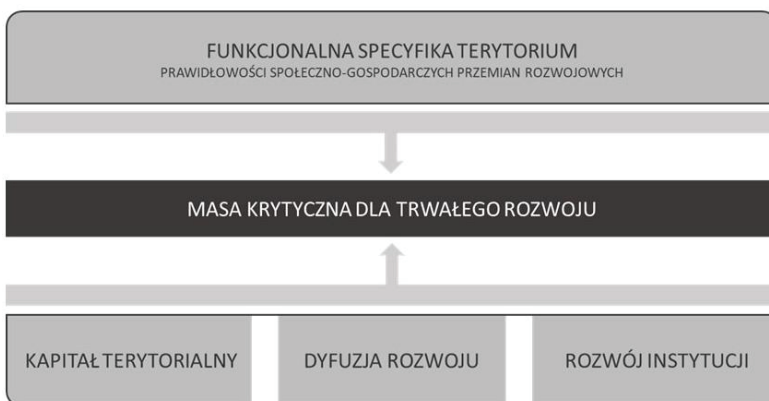 FUNKCJONALNA SPECYFIKA TERYTORIUM
PRAWIDŁOWOŚCI SPOŁECZNO-GOSPODARCZYCH PRZEMIAN ROZWOJOWYCH
MASA KRYTYCZNA DLA TRWAŁEGO ROZWOJU
KAPITAŁ TERYTORIALNY
DYFUZJA ROZWOJU
ROZWÓJ INSTYTUCJI